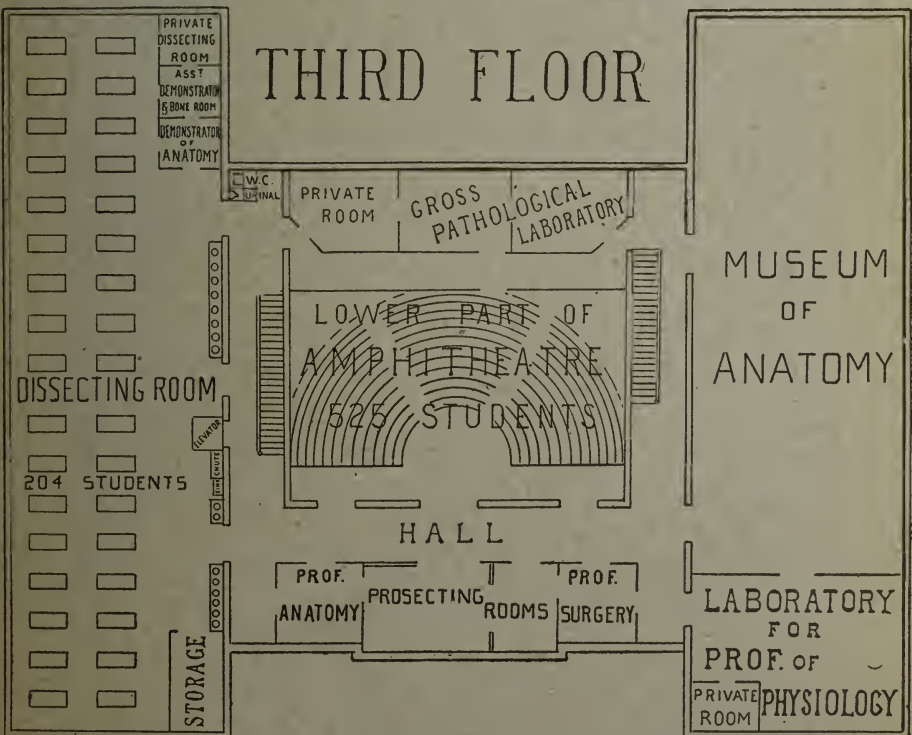 THIRD FLOOR
PRIVATE
DISSECTING
ROOM
ASST
DEMONSTRATOR
& BONE ROOM
DEMONSTRATOR
OF
ANATOMY
W.C.
URINAL
PRIVATE
ROOM
GROSS
PATHOLOGICAL
LABORATORY
MUSEUM
OF
ANATOMY
LOWER PART OF
AMPHITHEATRE
525 STUDENTS
DISSECTING ROOM
204 STUDENTS
ELEVATOR
CHUTE
HALL
PROF.
ANATOMY
PROSECTING
ROOMS
PROF.
SURGERY
STORAGE
LABORATORY
FOR
PROF. OF
PHYSIOLOGY
PRIVATE
ROOM